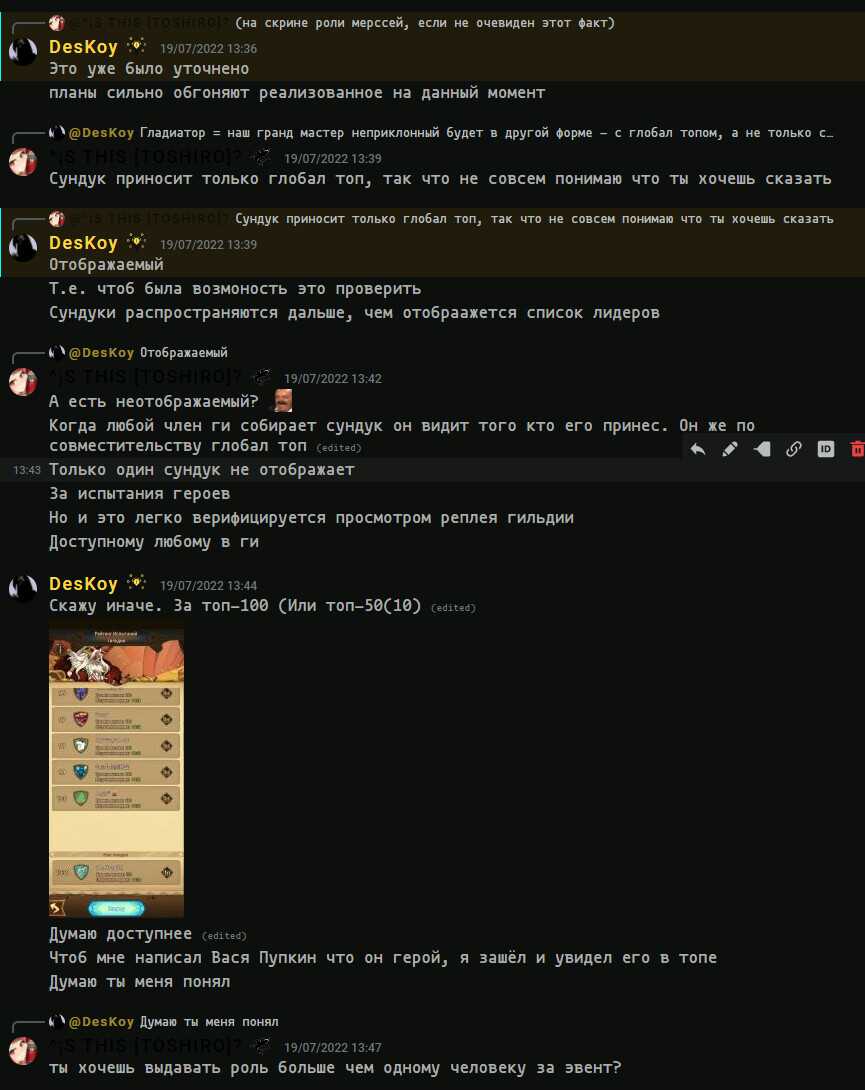 @^¡S THIS [TOSHIRO]? (на скрине роли мерссей, если не очевиден этот факт)
DesKoy 19/07/2022 13:36
Это уже было уточнено
планы сильно обгоняют реализованное на данный момент
@DesKoy Гладиатор = наш гранд мастер неприклонный будет в другой форме – с глобал топом, а не только с…
^¡S THIS [TOSHIRO]? 19/07/2022 13:39
Сундук приносит только глобал топ, так что не совсем понимаю что ты хочешь сказать
@^¡S THIS [TOSHIRO]? Сундук приносит только глобал топ, так что не совсем понимаю что ты хочешь сказать
DesKoy 19/07/2022 13:39
Отображаемый
Т.е. чтоб была возмоность это проверить
Сундуки распространяются дальше, чем отобраажется список лидеров
@DesKoy Отображаемый
^¡S THIS [TOSHIRO]? 19/07/2022 13:42
А есть неотображаемый?
Когда любой член ги собирает сундук он видит того кто его принес. Он же по
совместительству глобал топ (edited)
ID
13:43 Только один сундук не отображает
За испытания героев
Но и это легко верифицируется просмотром реплея гильдии
Доступному любому в ги
DesKoy 19/07/2022 13:44
Скажу иначе. За топ–100 (Или топ–50(10) (edited)
Думаю доступнее (edited)
Чтоб мне написал Вася Пупкин что он герой, я зашёл и увидел его в топе
Думаю ты меня понял
@DesKoy Думаю ты меня понял
^¡S THIS [TOSHIRO]? 19/07/2022 13:47
ты хочешь выдавать роль больше чем одному человеку за эвент?